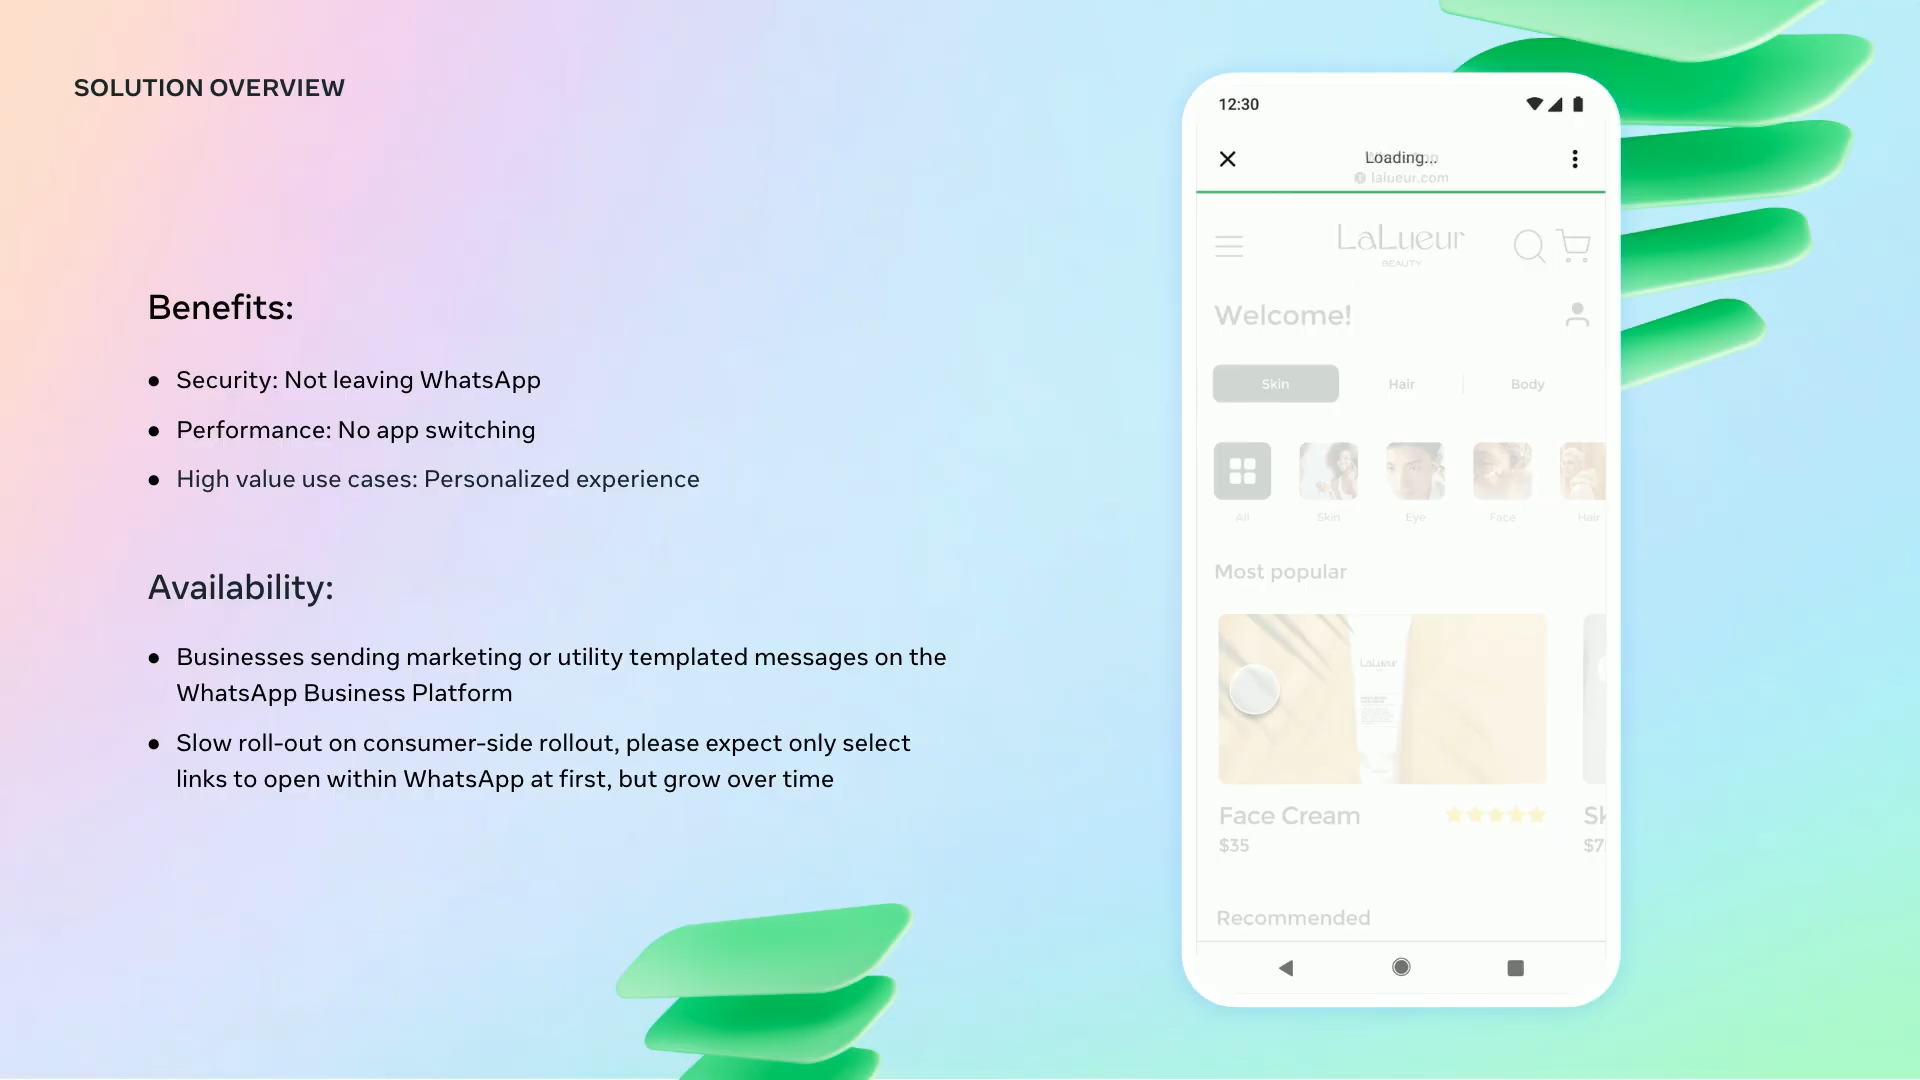 SOLUTION OVERVIEW
Benefits:
• Security: Not leaving WhatsApp
• Performance: No app switching
• High value use cases: Personalized experience
Availability:
• Businesses sending marketing or utility templated messages on the
WhatsApp Business Platform
• Slow roll-out on consumer-side rollout, please expect only select
links to open within WhatsApp at first, but grow over time
12:30
Loading...
lalueur.com
LaLueur
BEAUTY
Welcome!
Skin Hair Body
All Skin Eye Face Hair
Most popular
LaLueur
Face Cream
$35
Recommended